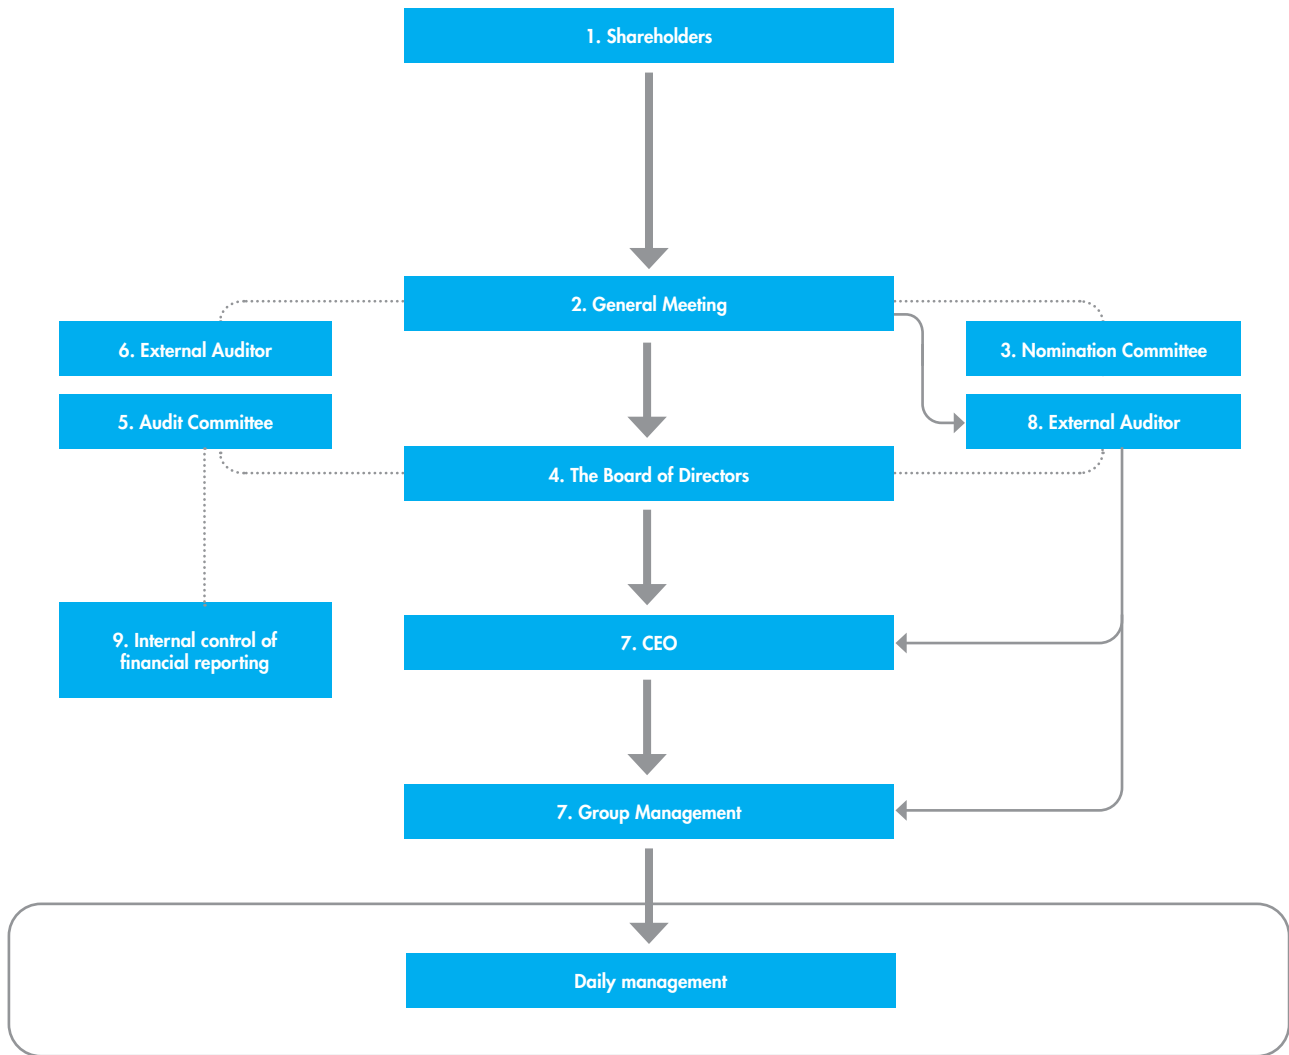 1. Shareholders
2. General Meeting
6. External Auditor
3. Nomination Committee
5. Audit Committee
8. External Auditor
4. The Board of Directors
9. Internal control of
financial reporting
7. CEO
7. Group Management
Daily management